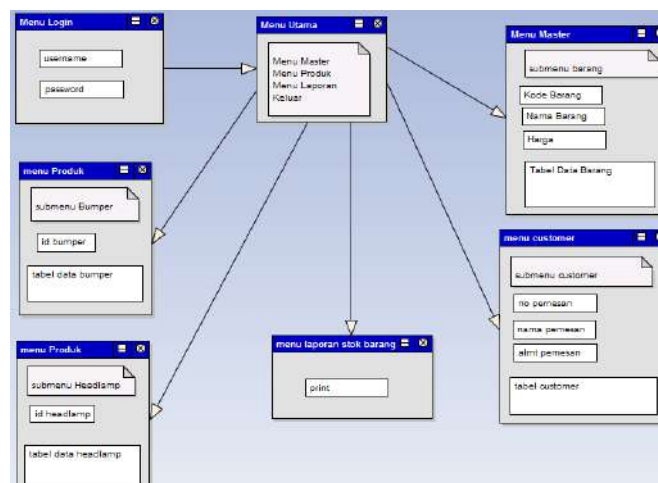 Menu Login
username
password
Menu Utama
Menu Master
Menu Produk
Menu Laporan
Keluar
Menu Master
submenu barang
Kode Barang
Nama Barang
Harga
Tabel Data Barang
menu Produk
submenu Bumper
id bumper
tabel data bumper
menu customer
submenu customer
no pemesan
nama pemesan
almt pemesan
tabel customer
menu Produk
submenu Headlamp
id headlamp
tabel data headlamp
menu laporan stok barang
print